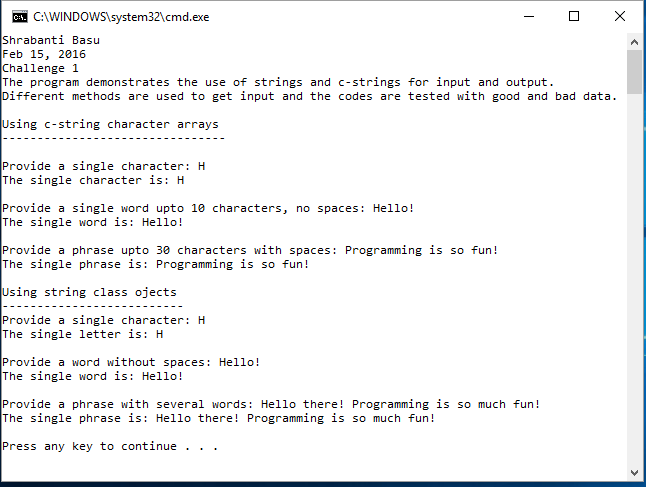 C:\WINDOWS\system32\cmd.exe
Shrabanti Basu
Feb 15, 2016
Challenge 1
The program demonstrates the use of strings and c-strings for input and output.
Different methods are used to get input and the codes are tested with good and bad data.
Using c-string character arrays
--------------------------------
Provide a single character: H
The single character is: H
Provide a single word upto 10 characters, no spaces: Hello!
The single word is: Hello!
Provide a phrase upto 30 characters with spaces: Programming is so fun!
The single phrase is: Programming is so fun!
Using string class ojects
--------------------------
Provide a single character: H
The single letter is: H
Provide a word without spaces: Hello!
The single word is: Hello!
Provide a phrase with several words: Hello there! Programming is so much fun!
The single phrase is: Hello there! Programming is so much fun!
Press any key to continue . . .